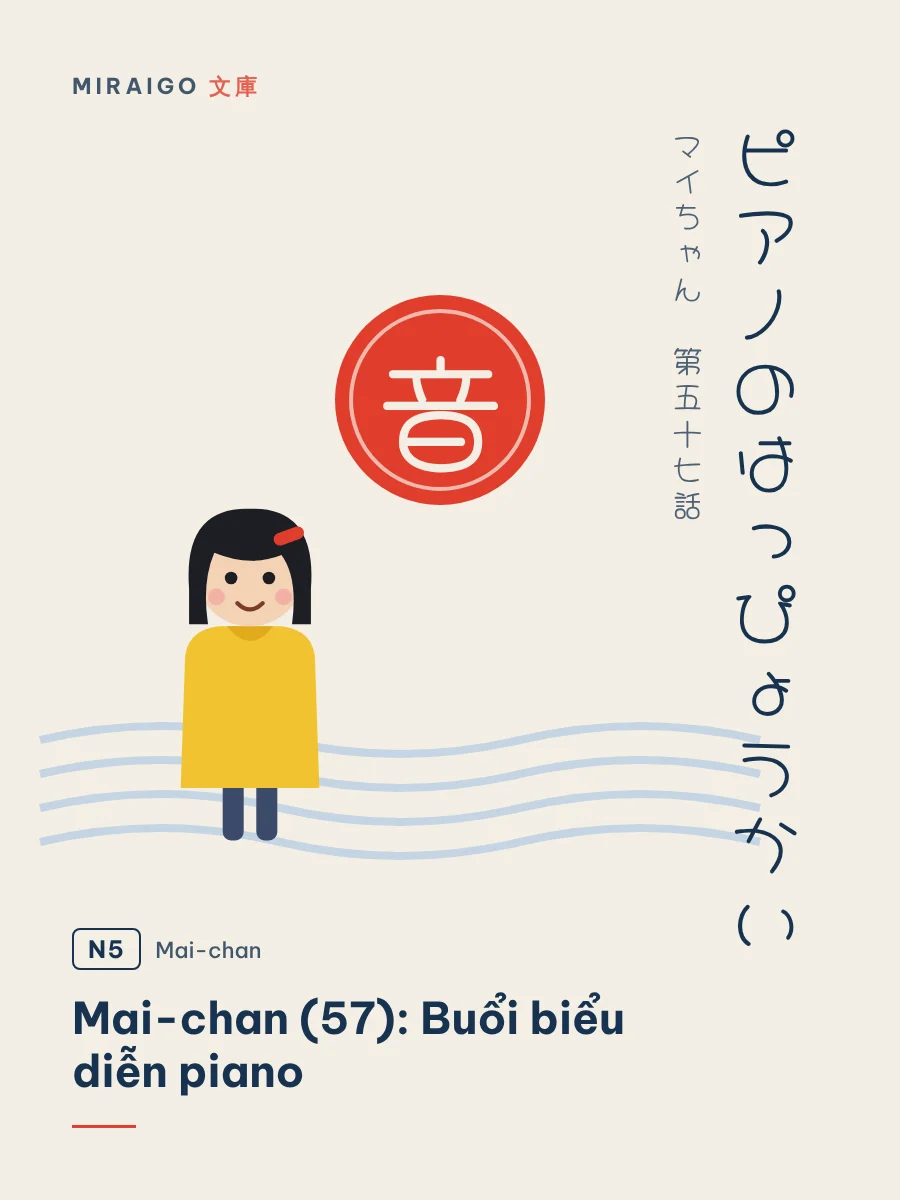 MIRAIGO 文庫
ピアノのはっぴょうかい
マイちゃん 第五十七話
音
N5 Mai-chan
Mai-chan (57): Buổi biểu
diễn piano